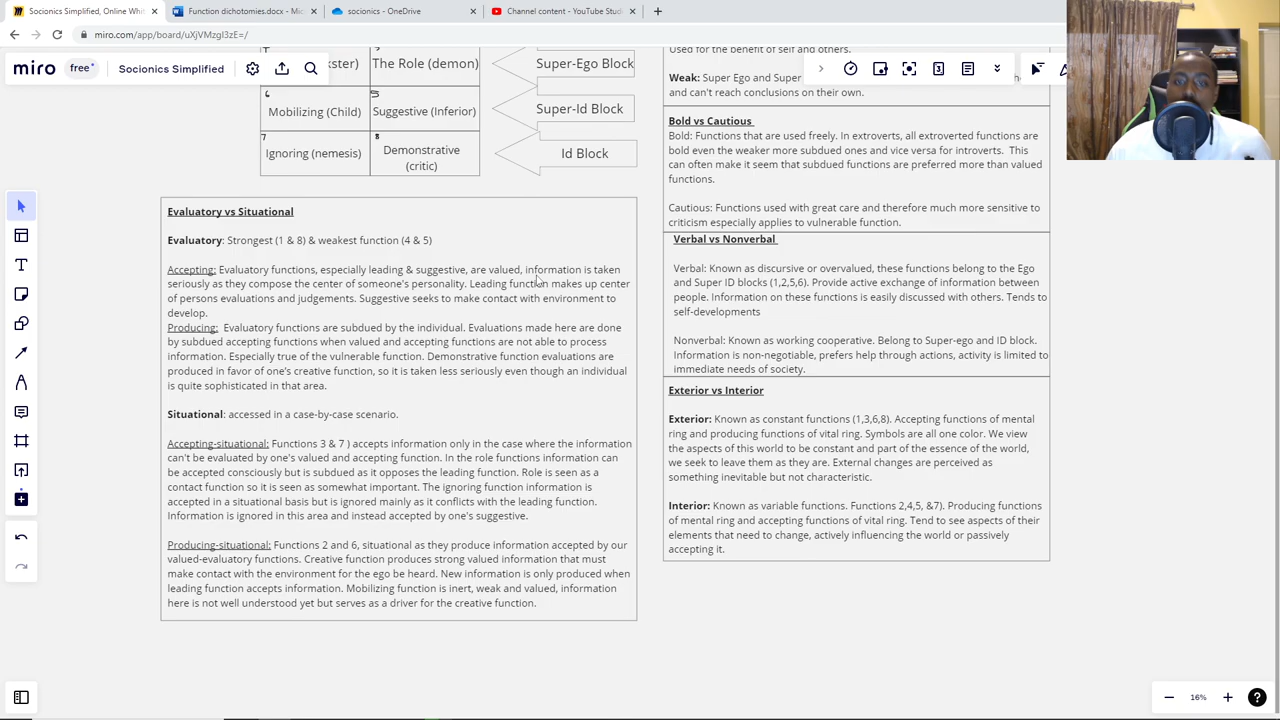 Socionics Simplified, Online Whit
Function dichotomies.docx - Mic
socionics - OneDrive
Channel content - YouTube Stud
miro.com/app/board/uXjVMzgI3zE=/
miro
free
Socionics Simplified
The Role (demon)
Super-Ego Block
6
5
Mobilizing (Child)
Suggestive (Inferior)
Super-Id Block
7
8
Ignoring (nemesis)
Demonstrative
(critic)
Id Block
Evaluatory vs Situational
Evaluatory: Strongest (1 & 8) & weakest function (4 & 5)
Accepting: Evaluatory functions, especially leading & suggestive, are valued, information is taken
seriously as they compose the center of someone's personality. Leading function makes up center
of persons evaluations and judgements. Suggestive seeks to make contact with environment to
develop.
Producing: Evaluatory functions are subdued by the individual. Evaluations made here are done
by subdued accepting functions when valued and accepting functions are not able to process
information. Especially true of the vulnerable function. Demonstrative function evaluations are
produced in favor of one's creative function, so it is taken less seriously even though an individual
is quite sophisticated in that area.
Situational: accessed in a case-by-case scenario.
Accepting-situational: Functions 3 & 7 ) accepts information only in the case where the information
can't be evaluated by one's valued and accepting function. In the role functions information can
be accepted consciously but is subdued as it opposes the leading function. Role is seen as a
contact function so it is seen as somewhat important. The ignoring function information is
accepted in a situational basis but is ignored mainly as it conflicts with the leading function.
Information is ignored in this area and instead accepted by one's suggestive.
Producing-situational: Functions 2 and 6, situational as they produce information accepted by our
valued-evaluatory functions. Creative function produces strong valued information that must
make contact with the environment for the ego be heard. New information is only produced when
leading function accepts information. Mobilizing function is inert, weak and valued, information
here is not well understood yet but serves as a driver for the creative function.
Used for the benefit of self and others.
Weak: Super Ego and Super
and can't reach conclusions on their own.
Bold vs Cautious
Bold: Functions that are used freely. In extroverts, all extroverted functions are
bold even the weaker more subdued ones and vice versa for introverts. This
can often make it seem that subdued functions are preferred more than valued
functions.
Cautious: Functions used with great care and therefore much more sensitive to
criticism especially applies to vulnerable function.
Verbal vs Nonverbal
Verbal: Known as discursive or overvalued, these functions belong to the Ego
and Super ID blocks (1,2,5,6). Provide active exchange of information between
people. Information on these functions is easily discussed with others. Tends to
self-developments
Nonverbal: Known as working cooperative. Belong to Super-ego and ID block.
Information is non-negotiable, prefers help through actions, activity is limited to
immediate needs of society.
Exterior vs Interior
Exterior: Known as constant functions (1,3,6,8). Accepting functions of mental
ring and producing functions of vital ring. Symbols are all one color. We view
the aspects of this world to be constant and part of the essence of the world,
we seek to leave them as they are. External changes are perceived as
something inevitable but not characteristic.
Interior: Known as variable functions. Functions 2,4,5, &7). Producing functions
of mental ring and accepting functions of vital ring. Tend to see aspects of their
elements that need to change, actively influencing the world or passively
accepting it.
16%